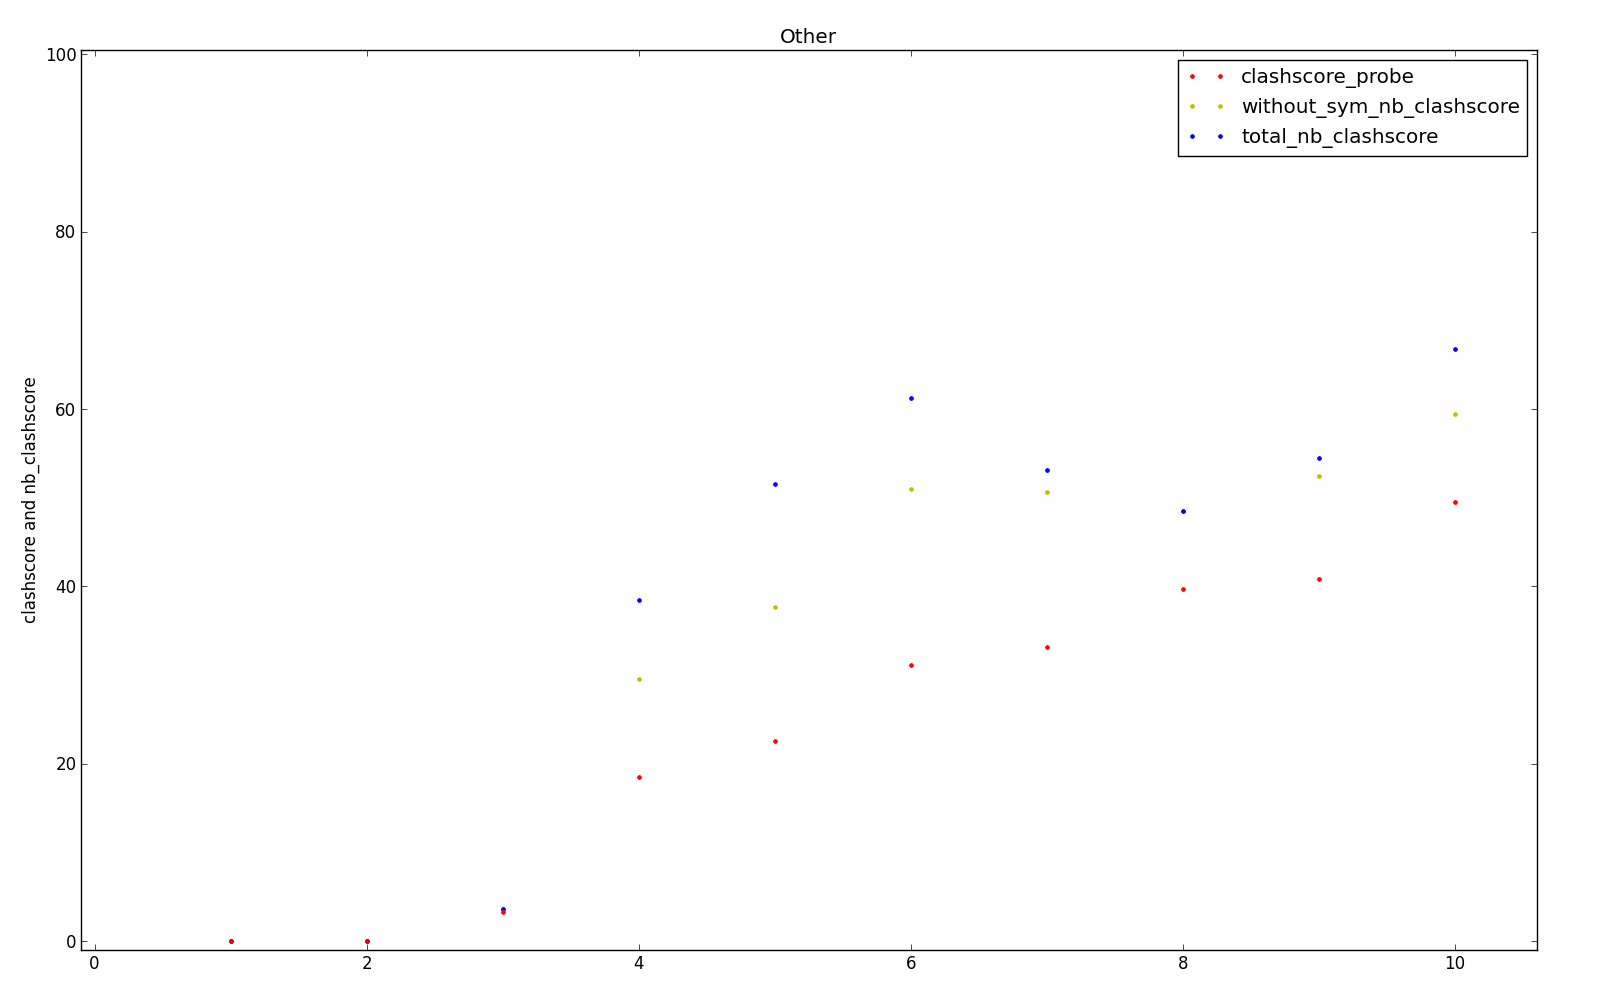 Other
100
80
60
40
20
0
clashscore and nb_clashscore
clashscore_probe
without_sym_nb_clashscore
total_nb_clashscore
0 2 4 6 8 10